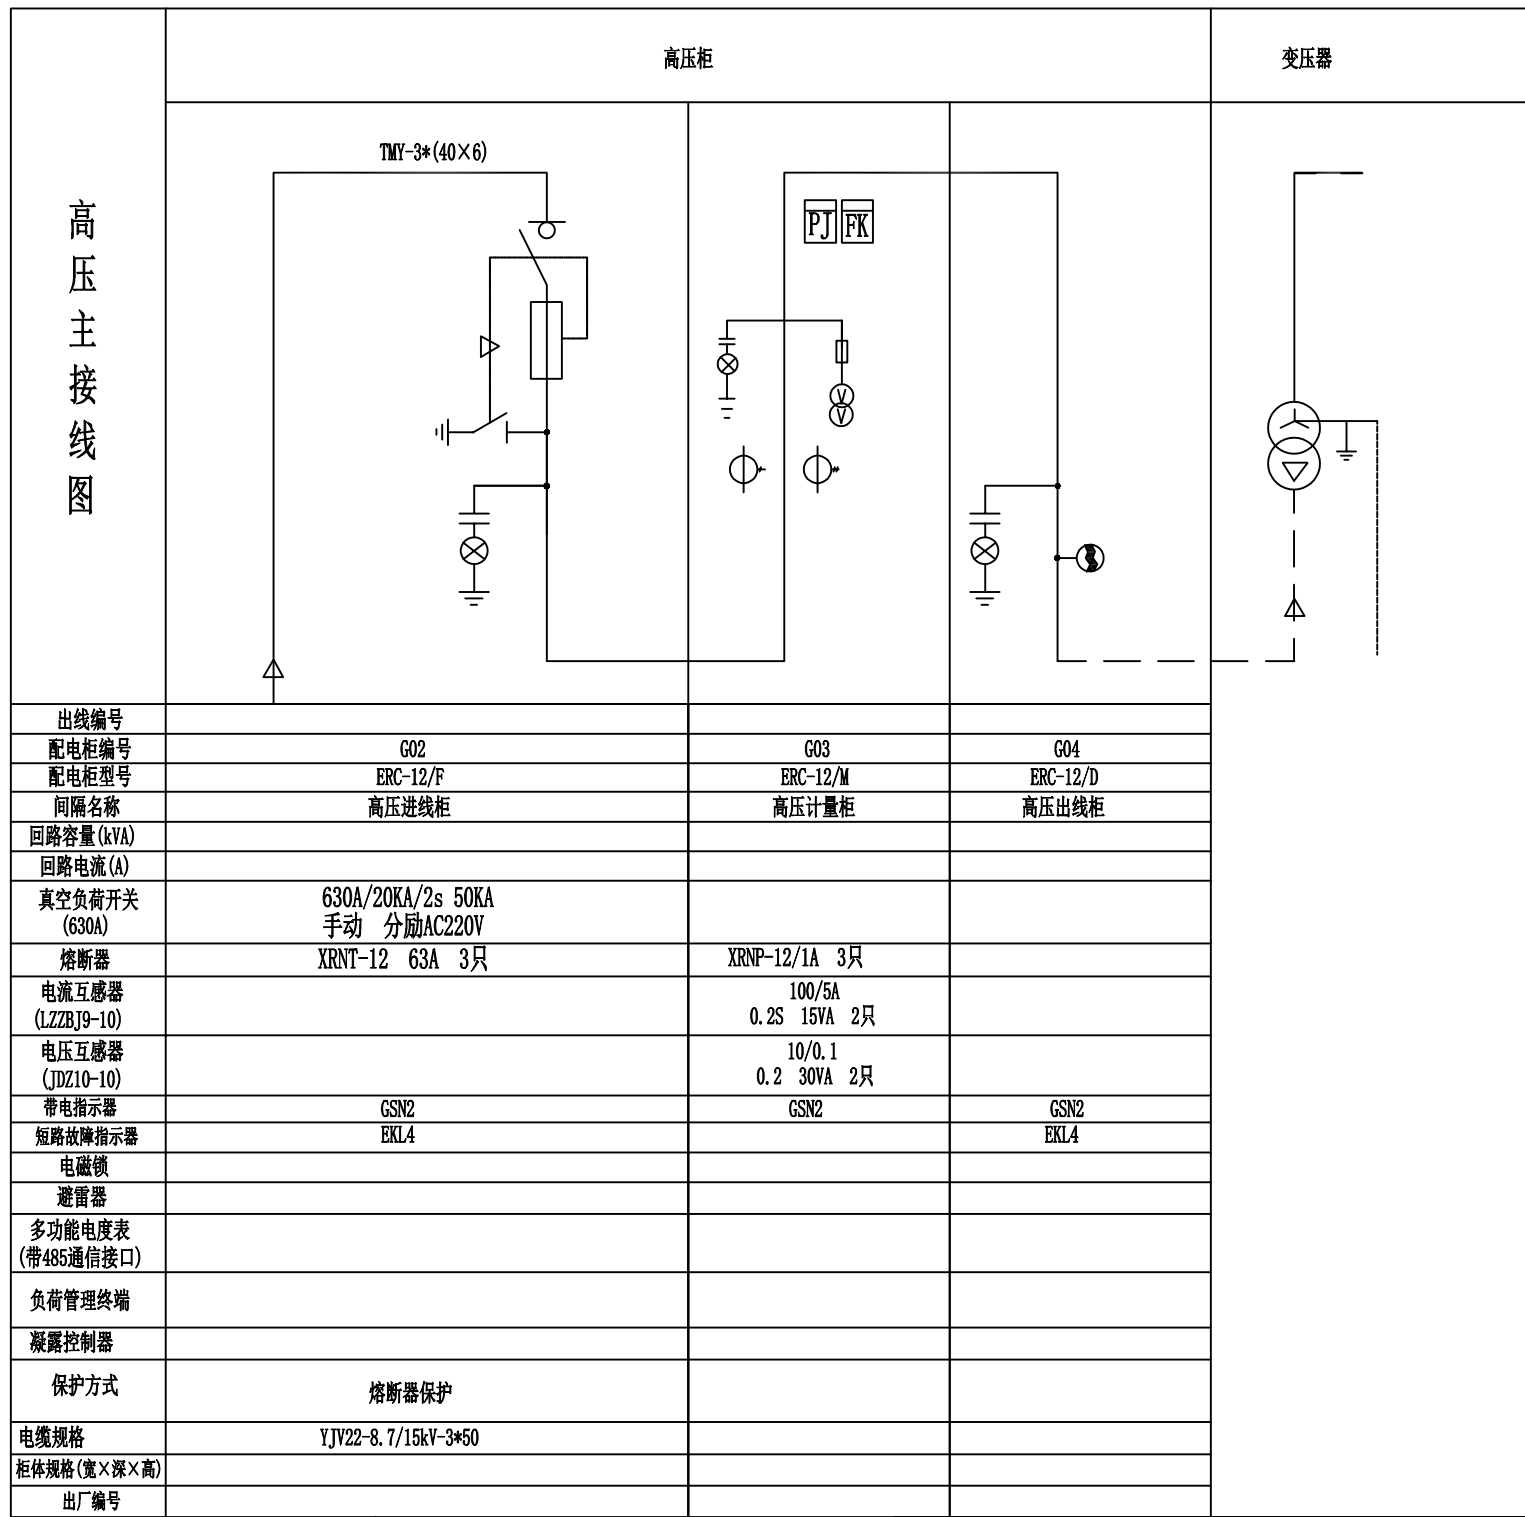 高压柜
变压器
高压主接线图
TMY-3*(40×6)
PJ
FK
V
V
出线编号
配电柜编号
G02
G03
G04
配电柜型号
ERC-12/F
ERC-12/M
ERC-12/D
间隔名称
高压进线柜
高压计量柜
高压出线柜
回路容量(kVA)
回路电流(A)
真空负荷开关
(630A)
630A/20KA/2s 50KA
手动 分励AC220V
熔断器
XRNT-12 63A 3只
XRNP-12/1A 3只
电流互感器
(LZZBJ9-10)
100/5A
0.2S 15VA 2只
电压互感器
(JDZ10-10)
10/0.1
0.2 30VA 2只
带电指示器
GSN2
GSN2
GSN2
短路故障指示器
EKL4
EKL4
电磁锁
避雷器
多功能电度表
(带485通信接口)
负荷管理终端
凝露控制器
保护方式
熔断器保护
电缆规格
YJV22-8.7/15kV-3*50
柜体规格(宽×深×高)
出厂编号